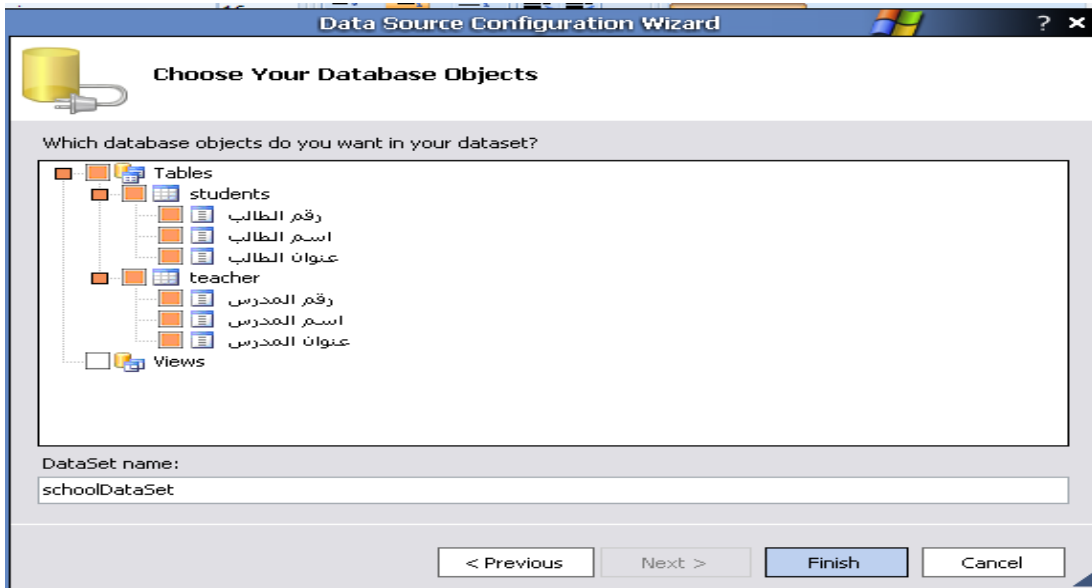 Data Source Configuration Wizard
Choose Your Database Objects
Which database objects do you want in your dataset?
Tables
students
رقم الطالب
اسم الطالب
عنوان الطالب
teacher
رقم المدرس
اسم المدرس
عنوان المدرس
Views
DataSet name:
schoolDataSet
< Previous Next > Finish Cancel